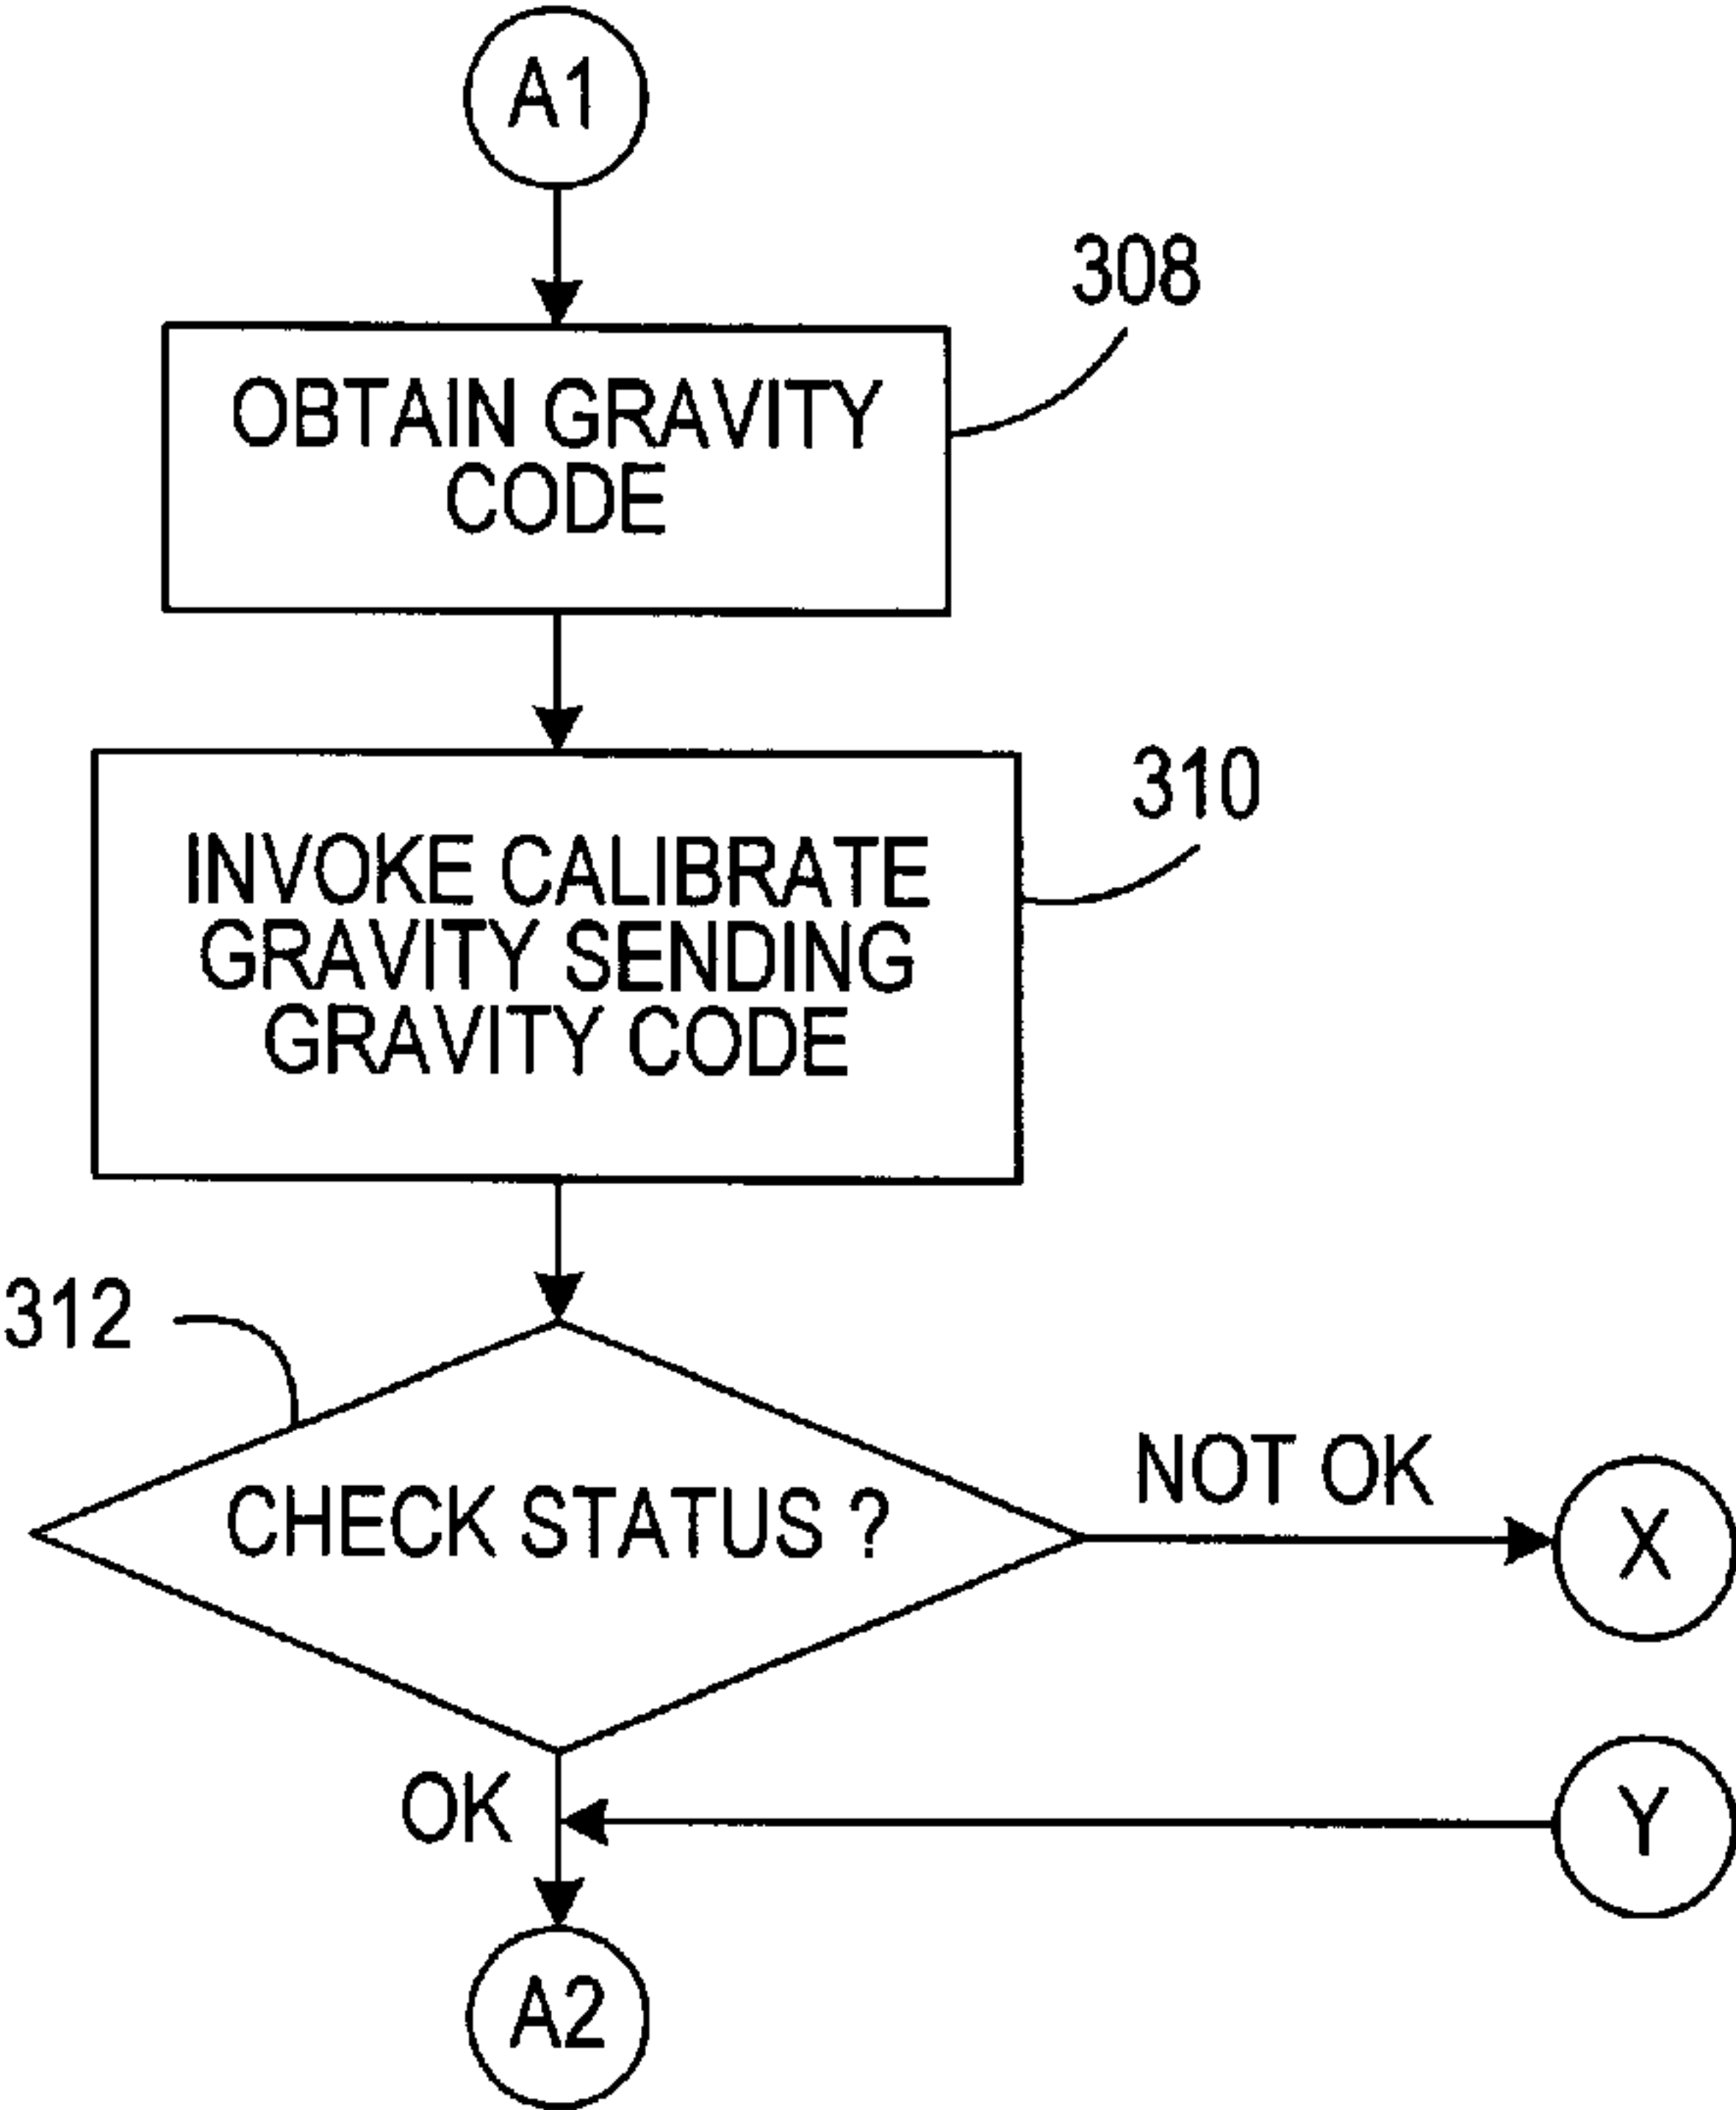 A1
308
OBTAIN GRAVITY
CODE
310
INVOKE CALIBRATE
GRAVITY SENDING
GRAVITY CODE
312
CHECK STATUS ?
NOT OK
X
OK
Y
A2